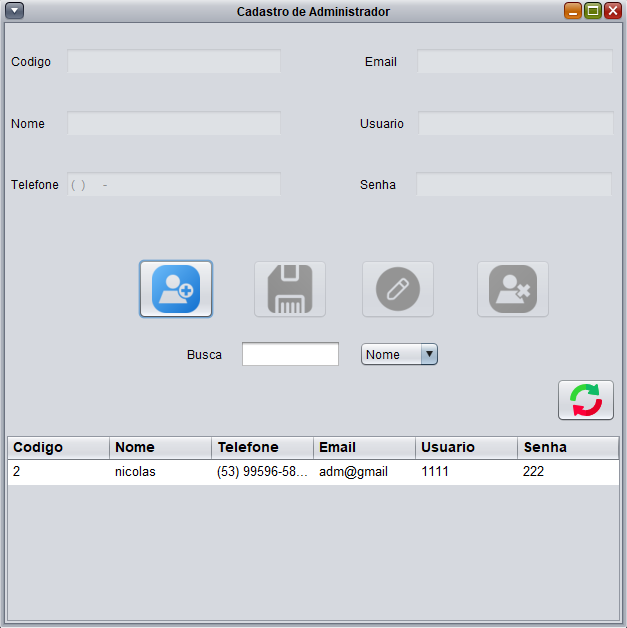 Cadastro de Administrador
Codigo
Email
Nome
Usuario
Telefone ( ) -
Senha
Busca Nome
Codigo Nome Telefone Email Usuario Senha
2 nicolas (53) 99596-58... adm@gmail 1111 222